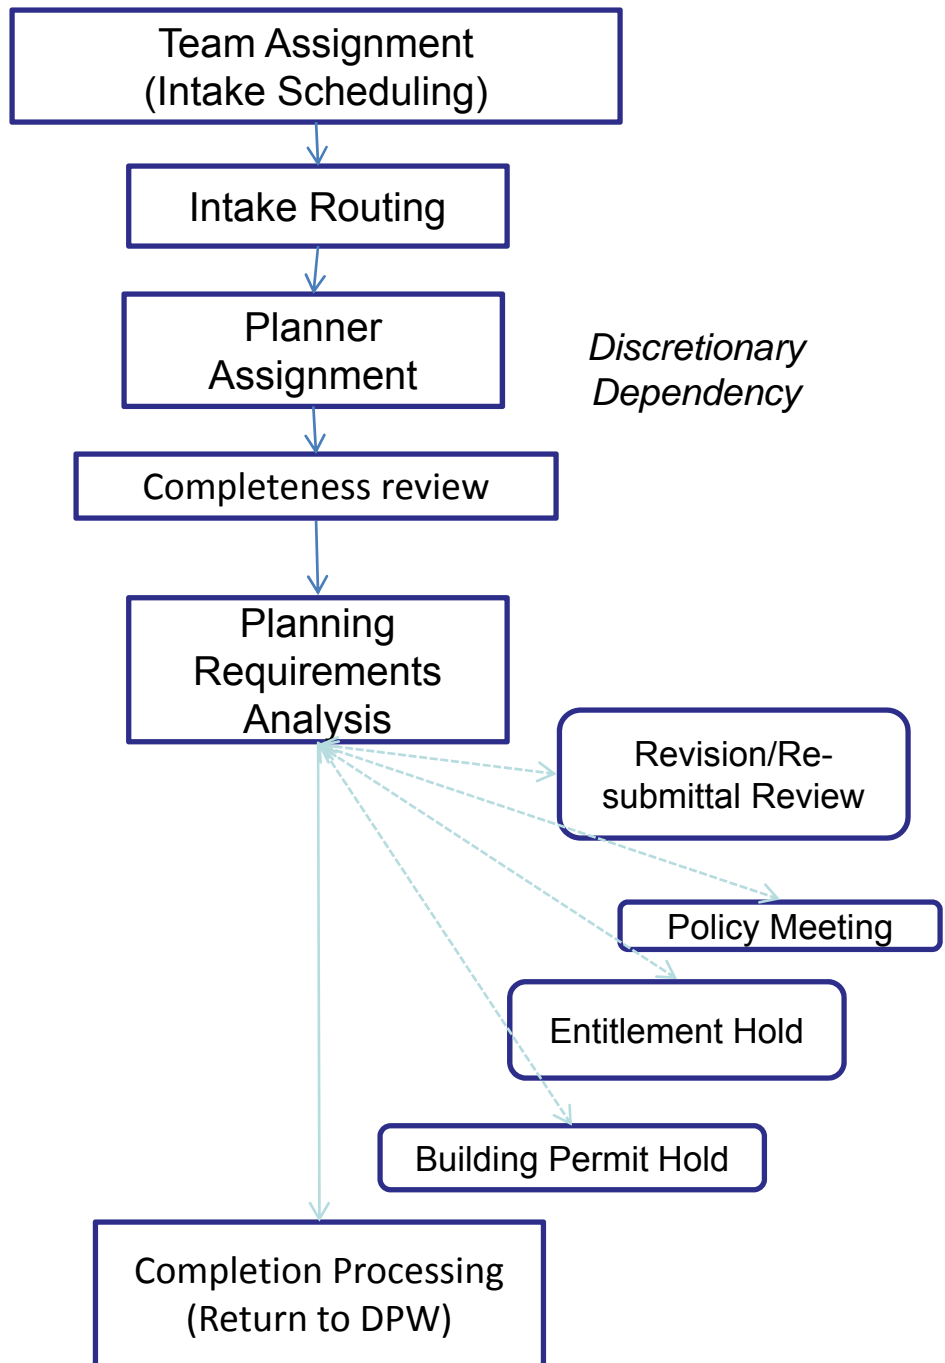 Team Assignment
(Intake Scheduling)
Intake Routing
Planner
Assignment
Discretionary
Dependency
Completeness review
Planning
Requirements
Analysis
Revision/Re-
submittal Review
Policy Meeting
Entitlement Hold
Building Permit Hold
Completion Processing
(Return to DPW)